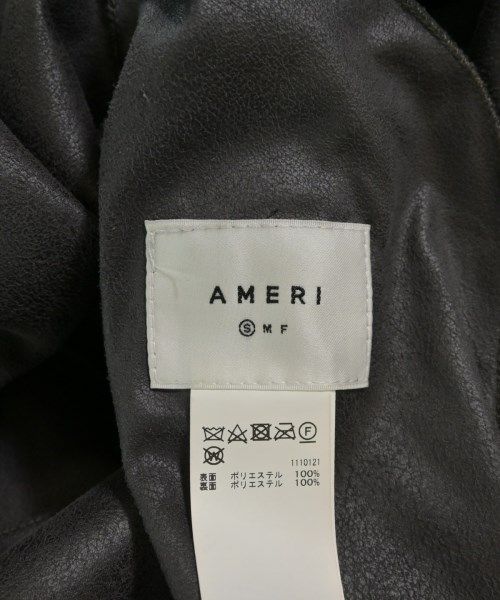 AMERI
S M F
F
W
1110121
表面 ポリエステル 100%
裏面 ポリエステル 100%